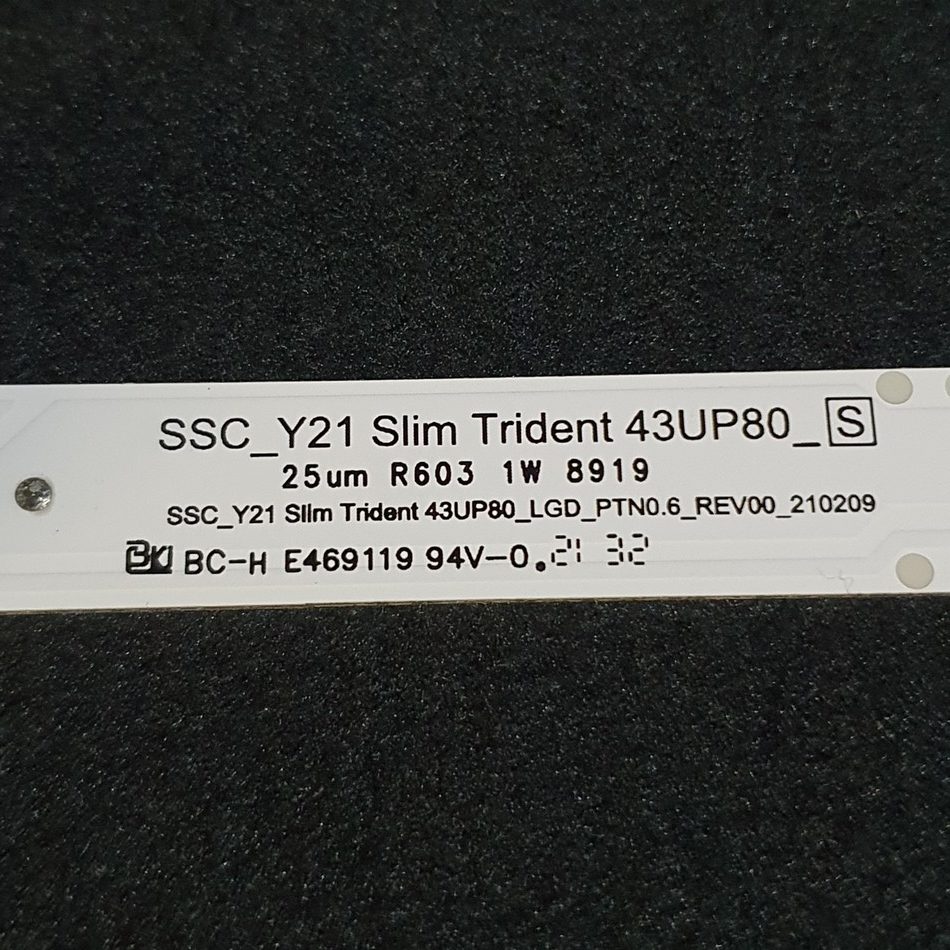 SSC_Y21 Slim Trident 43UP80_S
25um R603 1W 8919
SSC_Y21 Slim Trident 43UP80_LGD_PTN0.6_REV00_210209
BC-H E469119 94V-0. 21 32